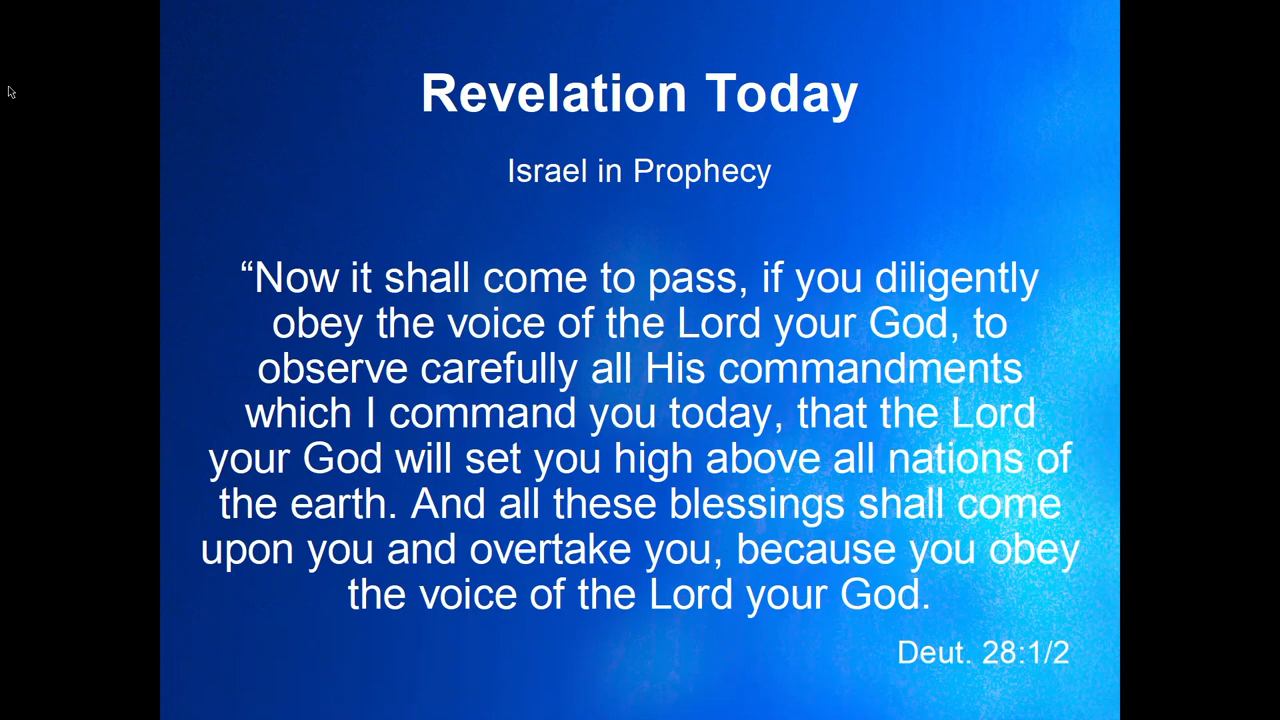 Revelation Today
Israel in Prophecy
“Now it shall come to pass, if you diligently
obey the voice of the Lord your God, to
observe carefully all His commandments
which I command you today, that the Lord
your God will set you high above all nations of
the earth. And all these blessings shall come
upon you and overtake you, because you obey
the voice of the Lord your God.
Deut. 28:1/2